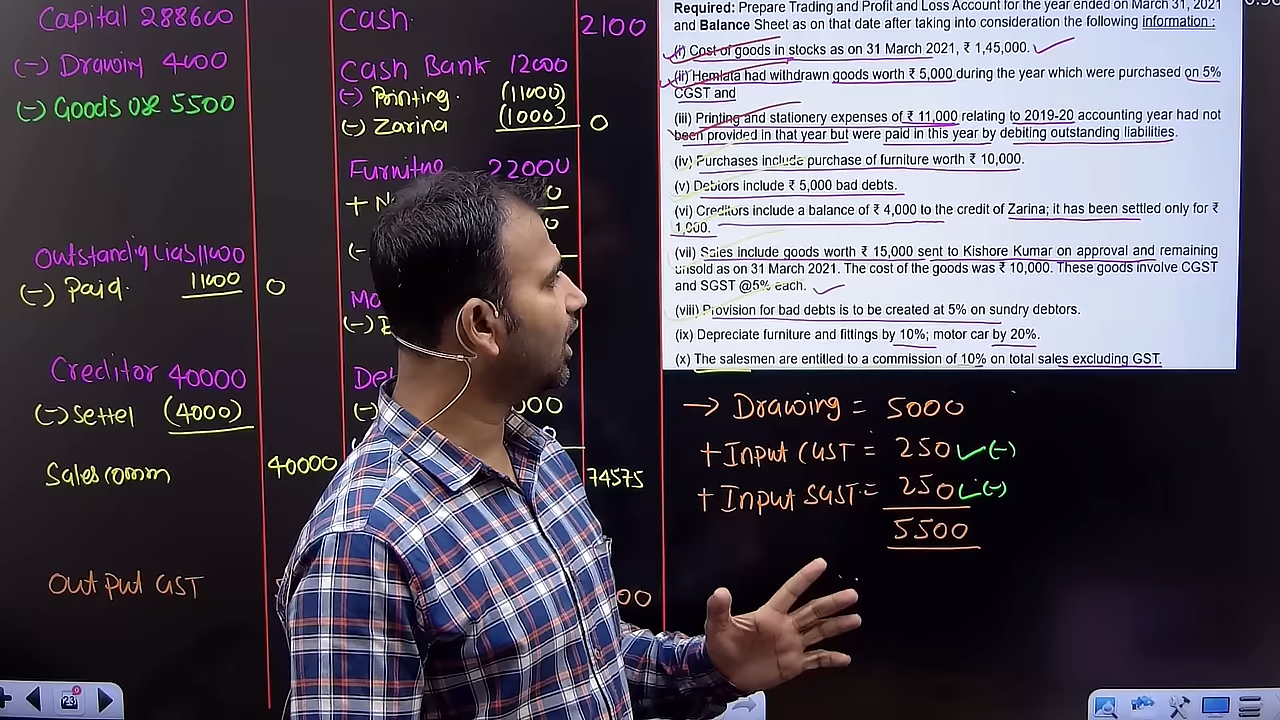 Capital 288600
(-) Drawing 4000
(-) Goods 5500
Outstanding 11000
(-) Paid. 11000 0
Creditor 40000
(-) Settel (4000)
40000
Sales comm
Output GST
Cash 2100
Cash Bank 12000
(-) Printing. (11000)
(-) Zarina (1000) 0
22000
+
(-)
Mo
(-)
(-) 000
74575
00
Required: Prepare Trading and Profit and Loss Account for the year ended on March 31, 2021
and Balance Sheet as on that date after taking into consideration the following information :
(i) Cost of goods in stocks as on 31 March 2021, ₹ 1,45,000.
(ii) Hemlata had withdrawn goods worth ₹ 5,000 during the year which were purchased on 5%
CGST and
(iii) Printing and stationery expenses of ₹ 11,000 relating to 2019-20 accounting year had not
been provided in that year but were paid in this year by debiting outstanding liabilities.
(iv) Purchases include purchase of furniture worth ₹ 10,000.
(v) Debtors include ₹ 5,000 bad debts.
(vi) Creditors include a balance of ₹ 4,000 to the credit of Zarina; it has been settled only for ₹
1,000.
(vii) Sales include goods worth ₹ 15,000 sent to Kishore Kumar on approval and remaining
unsold as on 31 March 2021. The cost of the goods was ₹ 10,000. These goods involve CGST
and SGST @5% each.
(viii) Provision for bad debts is to be created at 5% on sundry debtors.
(ix) Depreciate furniture and fittings by 10%; motor car by 20%.
(x) The salesmen are entitled to a commission of 10% on total sales excluding GST.
→ Drawing = 5000
+ Input CGST = 250 ✓(-)
+ Input SGST = 250 ✓(-)
5500
23